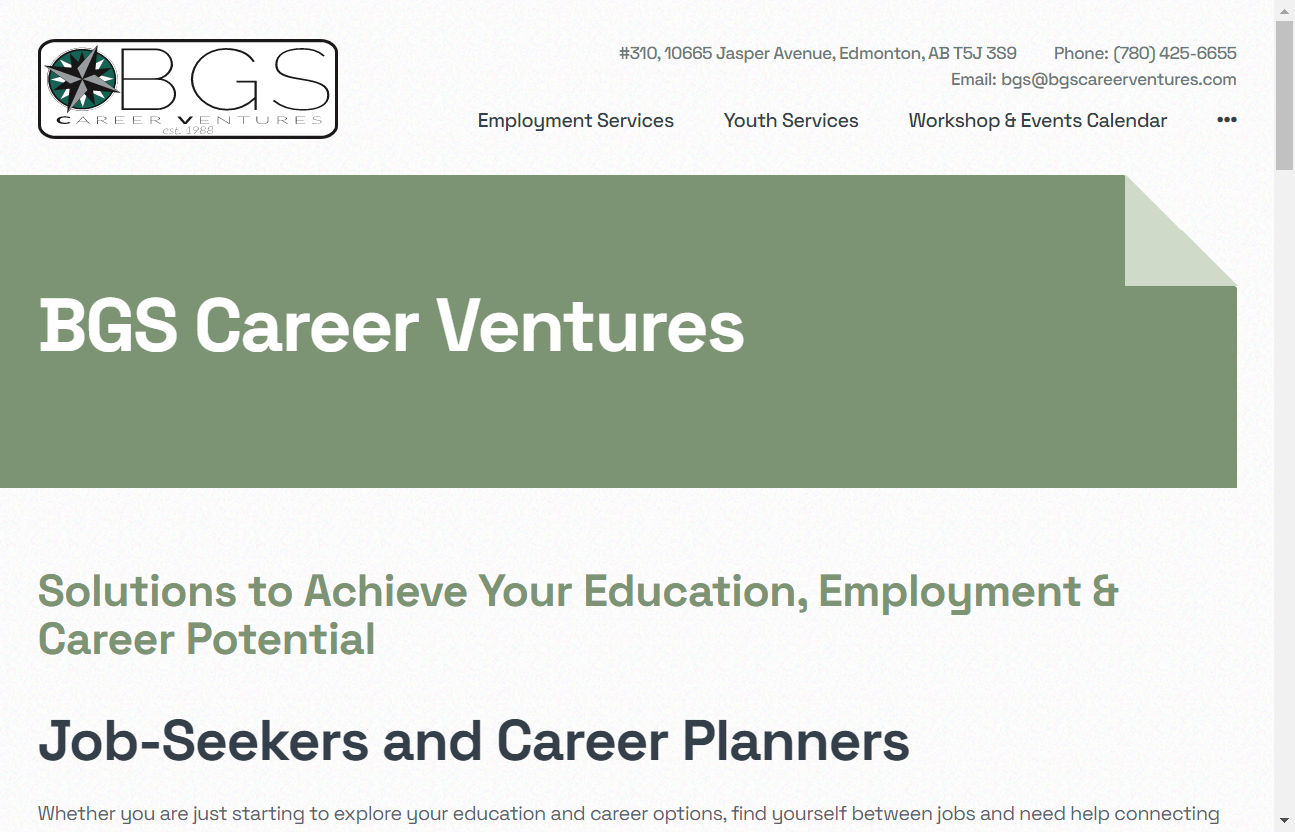 BGS
CAREER VENTURES
est. 1988
#310, 10665 Jasper Avenue, Edmonton, AB T5J 3S9 Phone: (780) 425-6655
Email: bgs@bgscareerventures.com
Employment Services Youth Services Workshop & Events Calendar •••
BGS Career Ventures
Solutions to Achieve Your Education, Employment &
Career Potential
Job-Seekers and Career Planners
Whether you are just starting to explore your education and career options, find yourself between jobs and need help connecting